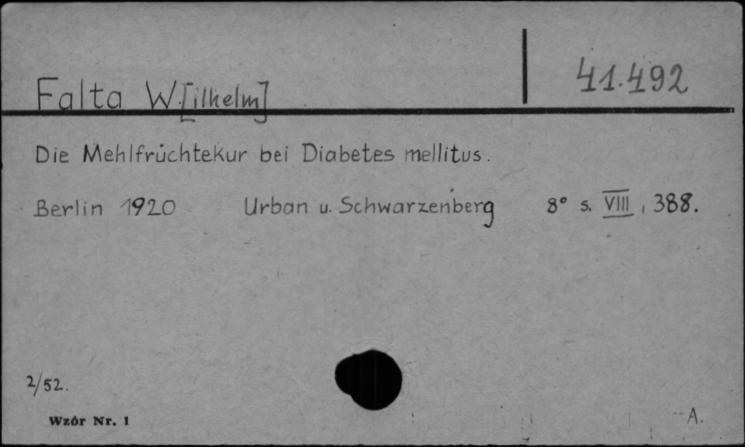 41.492
Falta W.[ilhelm]
Die Mehlfrüchtekur bei Diabetes mellitus.
Berlin 1920 Urban u. Schwarzenberg 8° s. VIII, 388.
2/52.
Wzór Nr. 1
A.